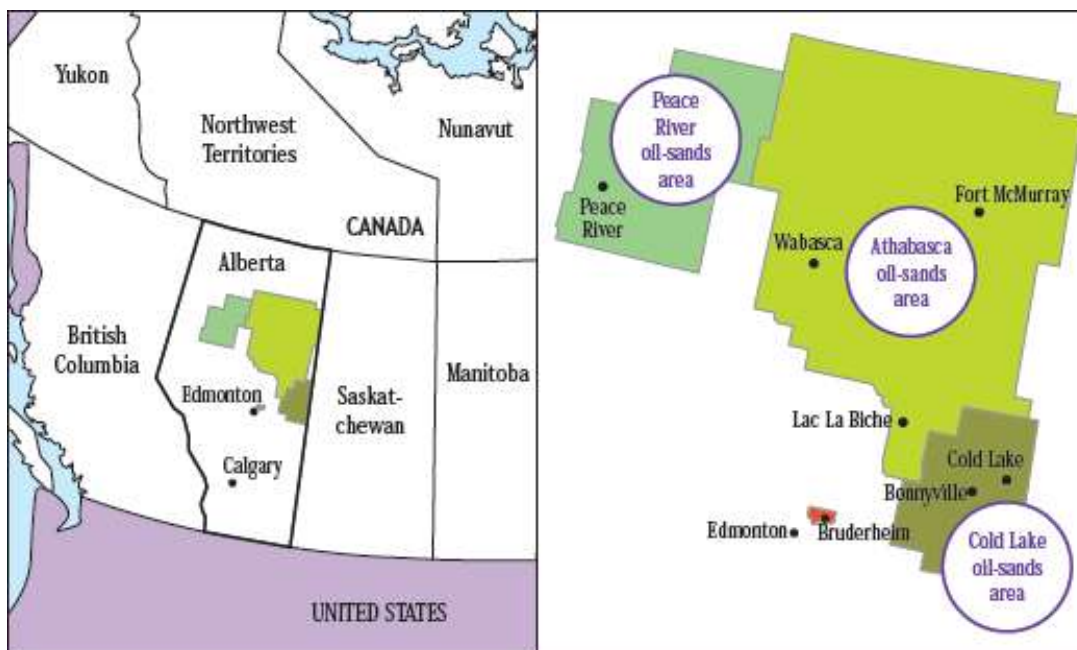 Yukon
Northwest
Territories
Nunavut
CANADA
Alberta
British
Columbia
Edmonton
Saskat-
chewan
Manitoba
Calgary
UNITED STATES
Peace
River
oil-sands
area
Peace
River
Fort McMurray
Wabasca
Athabasca
oil-sands
area
Lac La Biche
Cold Lake
Bonnyville
Edmonton
Bruderheim
Cold Lake
oil-sands
area